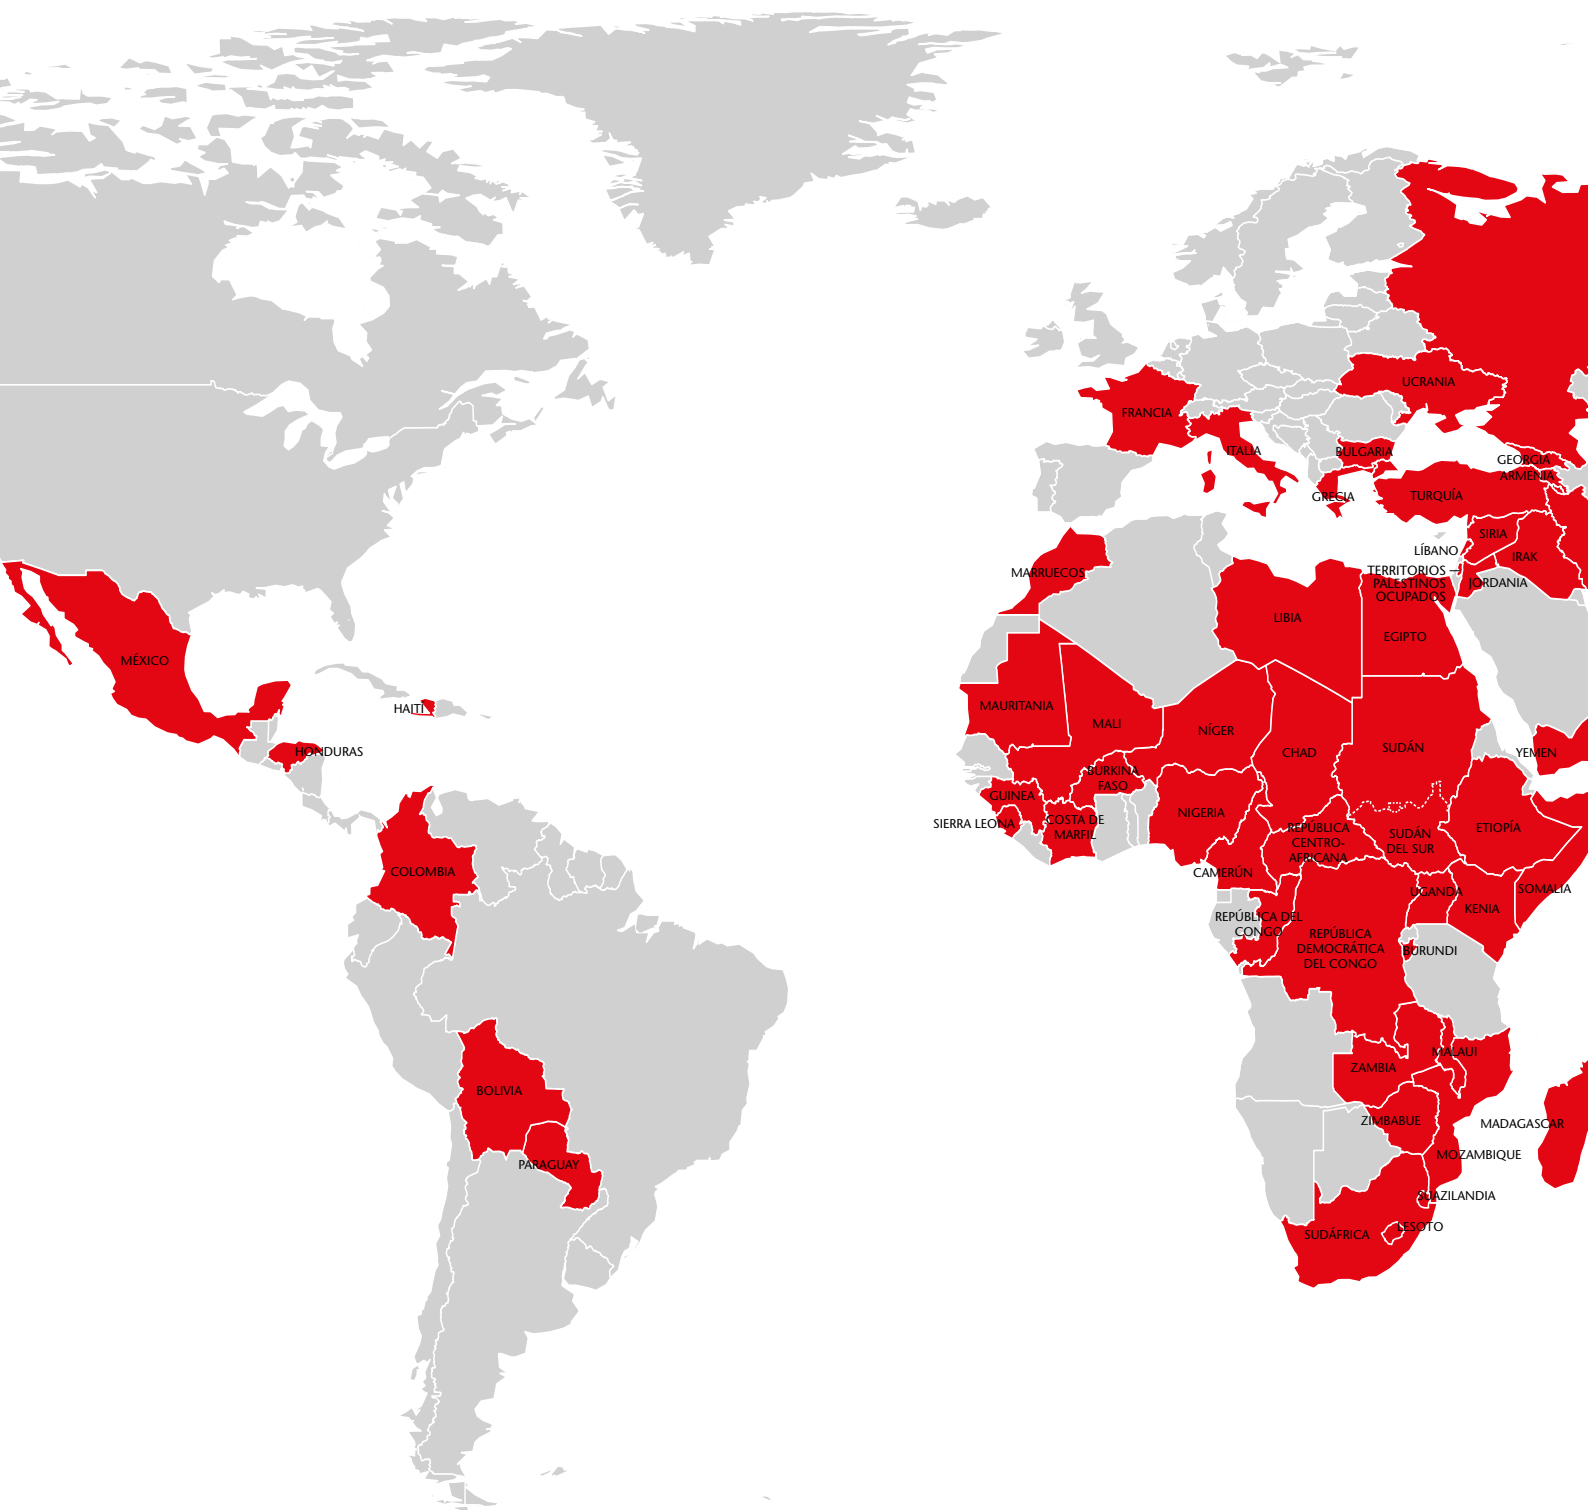 UCRANIA
FRANCIA
ITALIA
BULGARIA
GEORGIA
ARMENIA
GRECIA
TURQUÍA
SIRIA
LÍBANO
IRAK
TERRITORIOS
PALESTINOS
OCUPADOS
JORDANIA
MARRUECOS
LIBIA
EGIPTO
MÉXICO
HAITÍ
HONDURAS
MAURITANIA
MALI
NÍGER
CHAD
SUDÁN
YEMEN
BURKINA
FASO
GUINEA
SIERRA LEONA
COSTA DE
MARFIL
NIGERIA
REPÚBLICA
CENTRO-
AFRICANA
SUDÁN
DEL SUR
ETIOPÍA
COLOMBIA
CAMERÚN
UGANDA
KENIA
SOMALIA
REPÚBLICA DEL
CONGO
REPÚBLICA
DEMOCRÁTICA
DEL CONGO
BURUNDI
BOLIVIA
MALAUI
ZAMBIA
ZIMBABUE
MADAGASCAR
MOZAMBIQUE
PARAGUAY
SUAZILANDIA
LESOTO
SUDÁFRICA